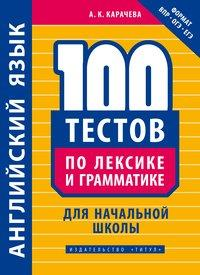 А. К. КАРАЧЕВА
ФОРМАТ
ВПР · ОГЭ · ЕГЭ
АНГЛИЙСКИЙ ЯЗЫК
100
ТЕСТОВ
ПО ЛЕКСИКЕ
И ГРАММАТИКЕ
ДЛЯ НАЧАЛЬНОЙ
ШКОЛЫ
ИЗДАТЕЛЬСТВО «ТИТУЛ»